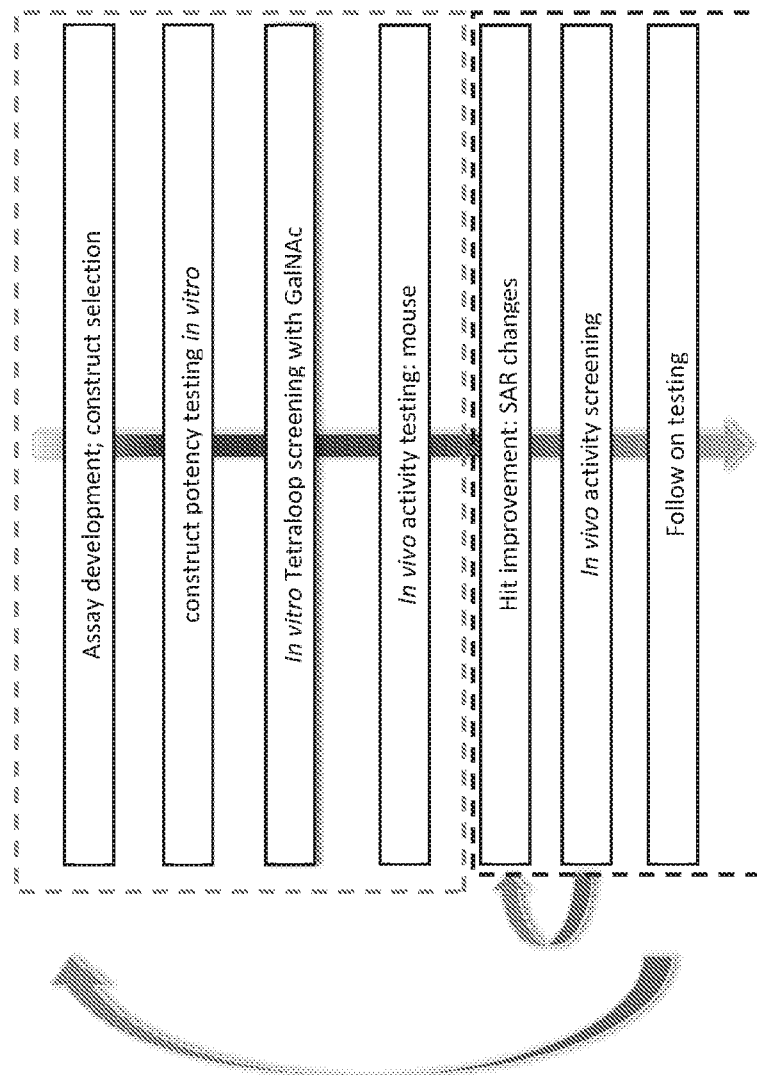 Assay development; construct selection
construct potency testing in vitro
In vitro Tetraloop screening with GalNAc
In vivo activity testing: mouse
Hit improvement: SAR changes
In vivo activity screening
Follow on testing